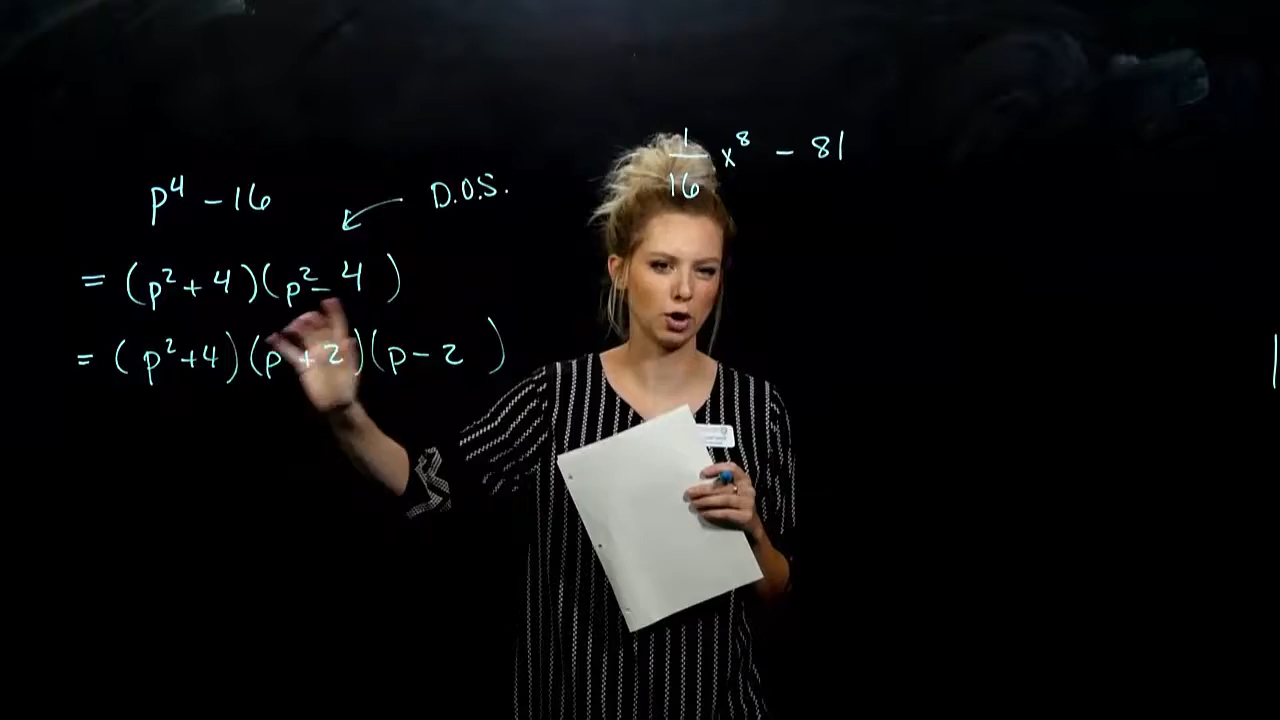 p⁴ - 16
D.O.S.
= (p² + 4)(p² - 4)
= (p² + 4)(p + 2)(p - 2)
1/16 x⁸ - 81